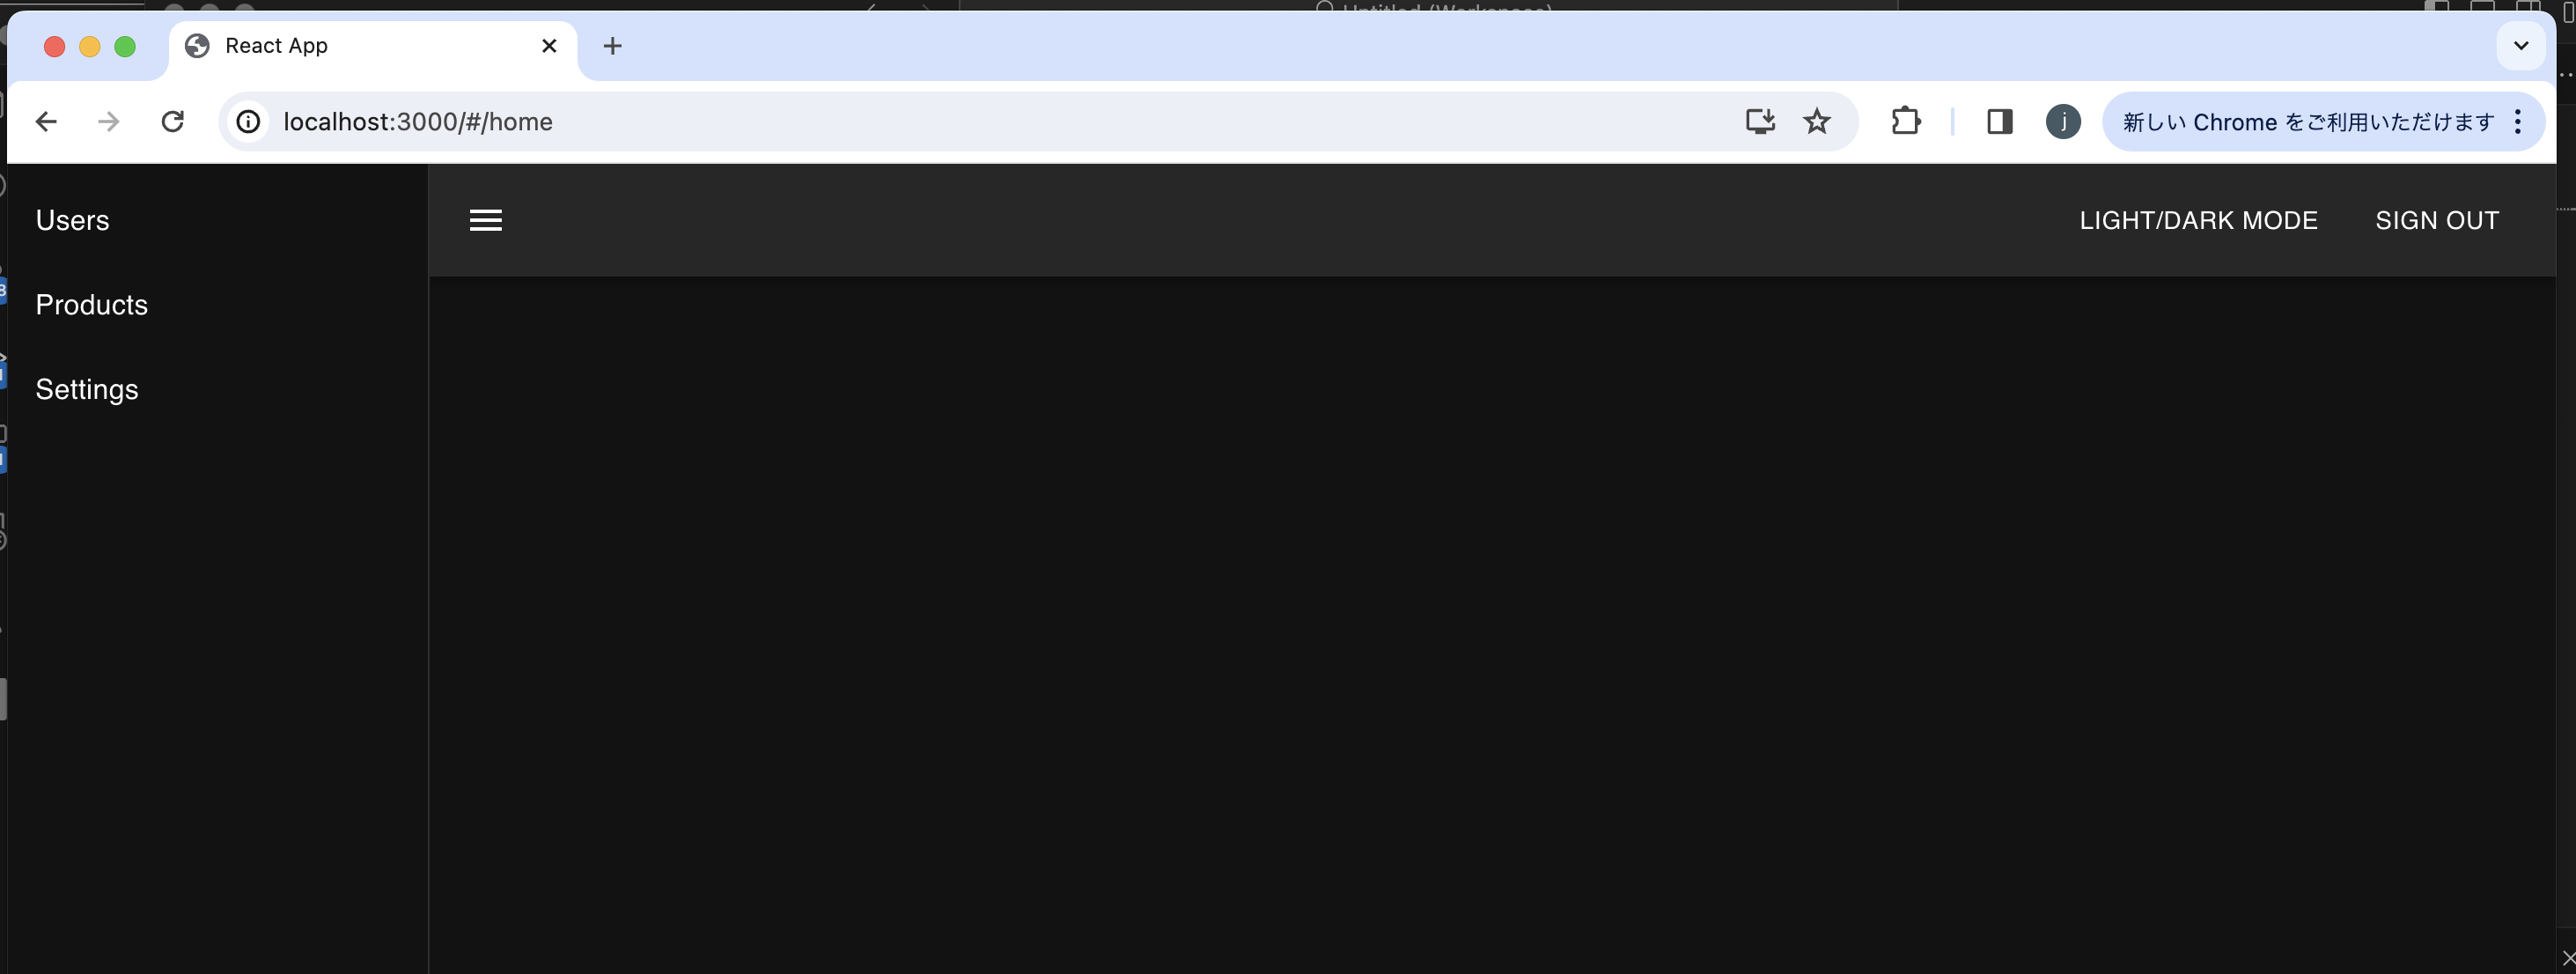 Untitled (Workspace)
React App
localhost:3000/#/home
j
新しい Chrome をご利用いただけます
Users
LIGHT/DARK MODE
SIGN OUT
Products
Settings